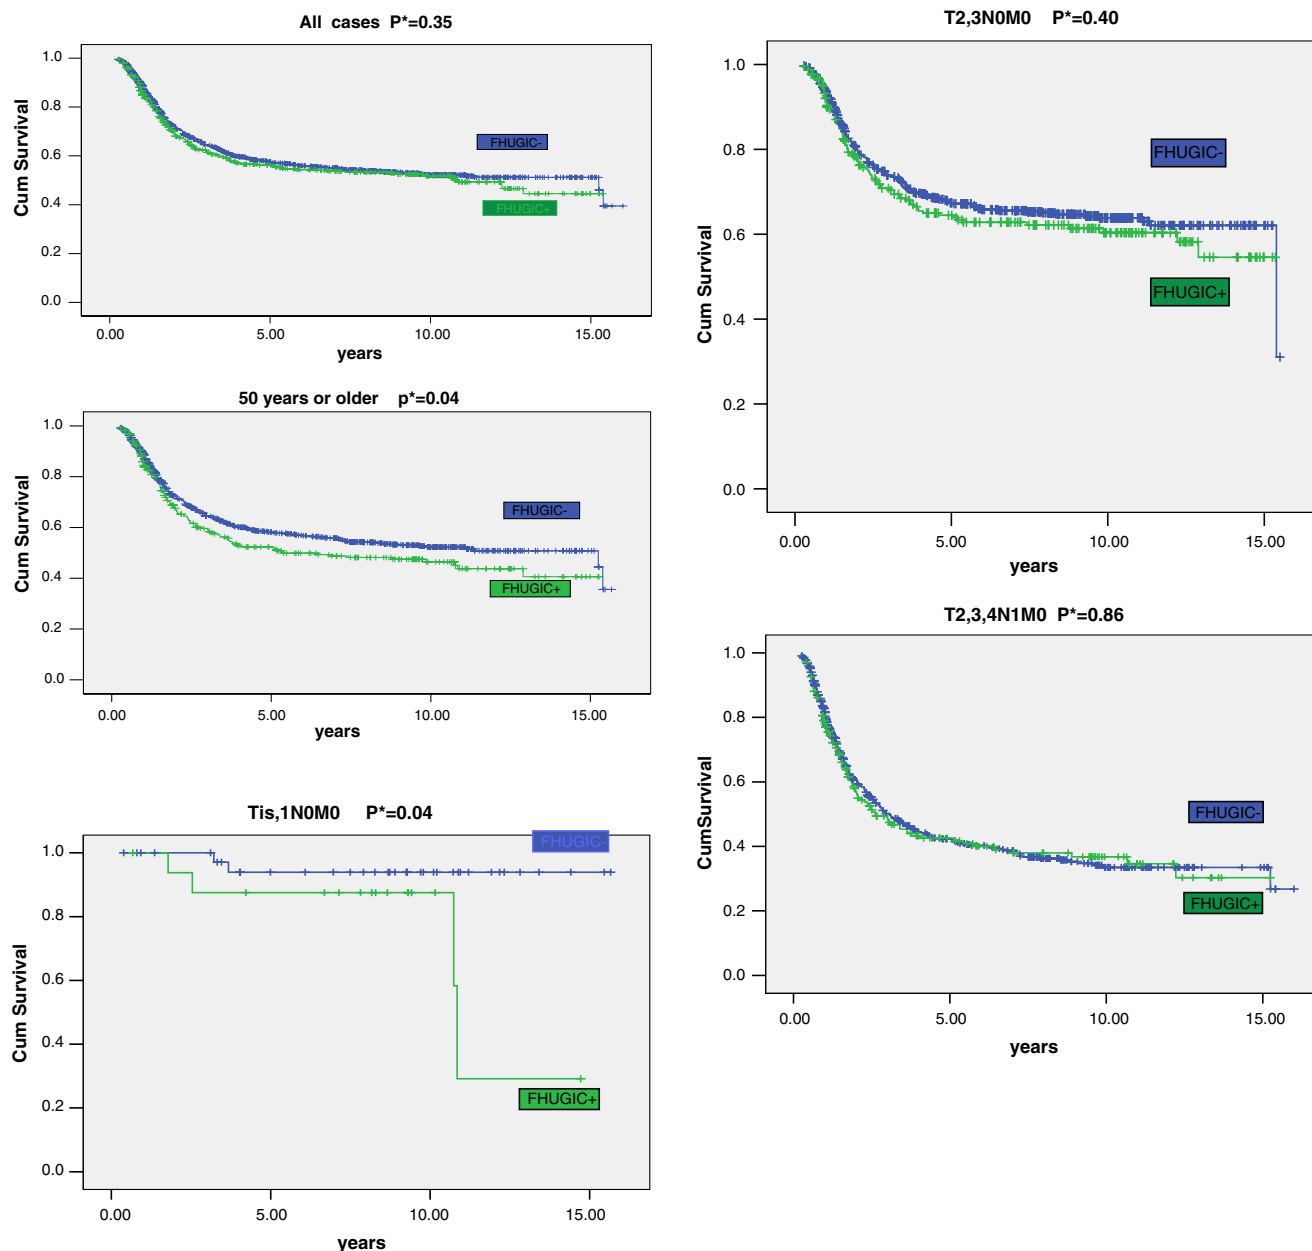 All cases P*=0.35
Cum Survival
1.0
0.8
0.6
0.4
0.2
0.0
FHUGIC-
FHUGIC+
0.00 5.00 10.00 15.00
years
50 years or older p*=0.04
Cum Survival
1.0
0.8
0.6
0.4
0.2
0.0
FHUGIC-
FHUGIC+
0.00 5.00 10.00 15.00
years
Tis,1N0M0 P*=0.04
Cum Survival
1.0
0.8
0.6
0.4
0.2
0.0
FHUGIC-
FHUGIC+
0.00 5.00 10.00 15.00
years
T2,3N0M0 P*=0.40
Cum Survival
1.0
0.8
0.6
0.4
0.2
0.0
FHUGIC-
FHUGIC+
0.00 5.00 10.00 15.00
years
T2,3,4N1M0 P*=0.86
CumSurvival
1.0
0.8
0.6
0.4
0.2
0.0
FHUGIC-
FHUGIC+
0.00 5.00 10.00 15.00
years